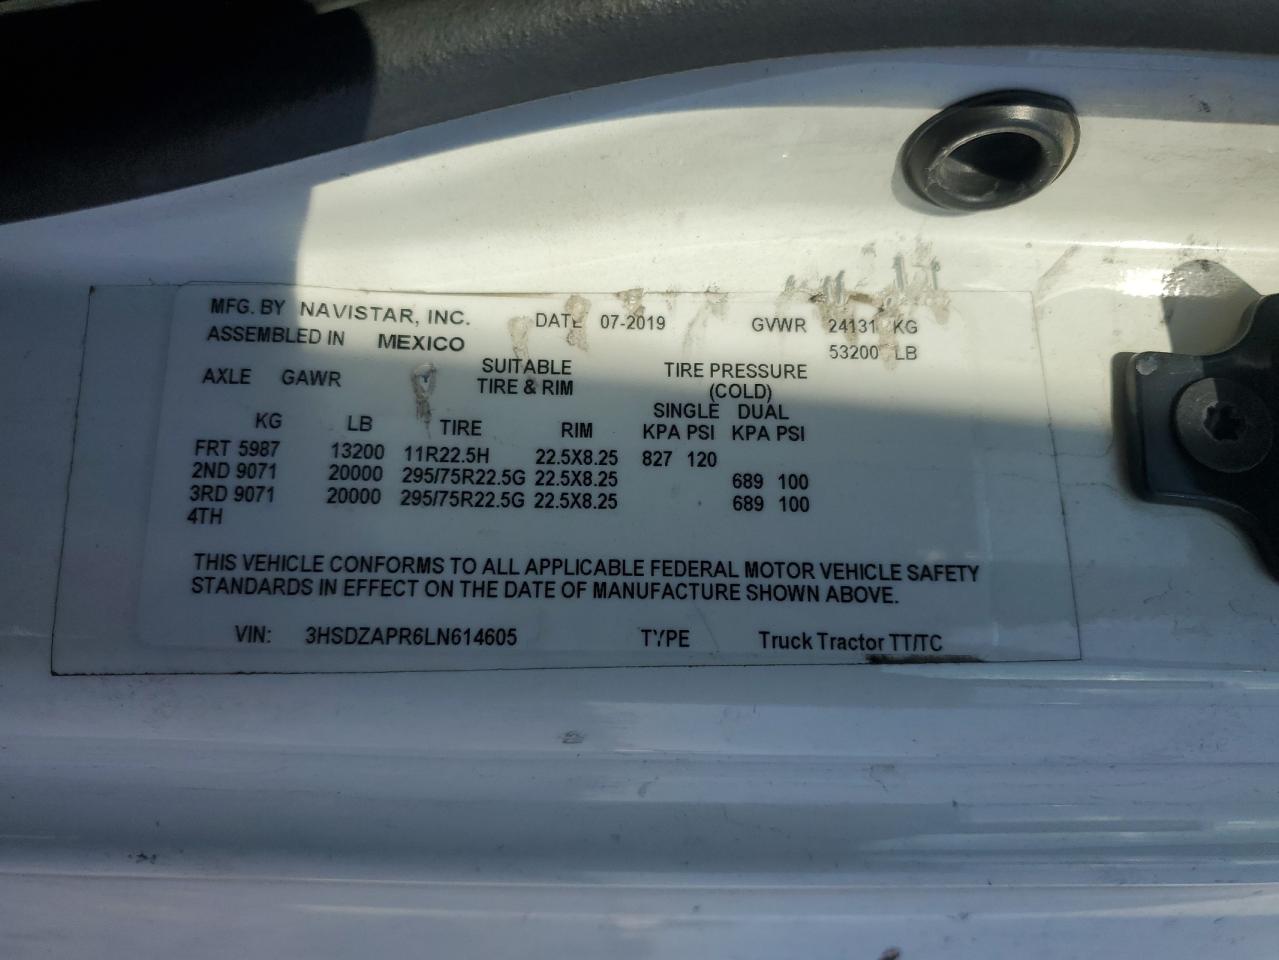 MFG. BY NAVISTAR, INC. DATE 07-2019 GVWR 24131 KG
ASSEMBLED IN MEXICO 53200 LB
AXLE GAWR SUITABLE TIRE PRESSURE
TIRE & RIM (COLD)
SINGLE DUAL
KG LB TIRE RIM KPA PSI KPA PSI
FRT 5987 13200 11R22.5H 22.5X8.25 827 120
2ND 9071 20000 295/75R22.5G 22.5X8.25 689 100
3RD 9071 20000 295/75R22.5G 22.5X8.25 689 100
4TH
THIS VEHICLE CONFORMS TO ALL APPLICABLE FEDERAL MOTOR VEHICLE SAFETY
STANDARDS IN EFFECT ON THE DATE OF MANUFACTURE SHOWN ABOVE.
VIN: 3HSDZAPR6LN614605 TYPE Truck Tractor TT/TC